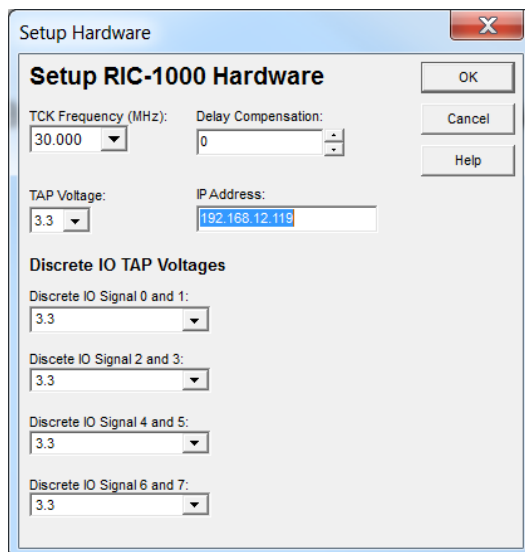 Setup Hardware
Setup RIC-1000 Hardware
OK
TCK Frequency (MHz):
Delay Compensation:
30.000
0
Cancel
Help
TAP Voltage:
IP Address:
3.3
192.168.12.119
Discrete IO TAP Voltages
Discrete IO Signal 0 and 1:
3.3
Discete IO Signal 2 and 3:
3.3
Discrete IO Signal 4 and 5:
3.3
Discrete IO Signal 6 and 7:
3.3